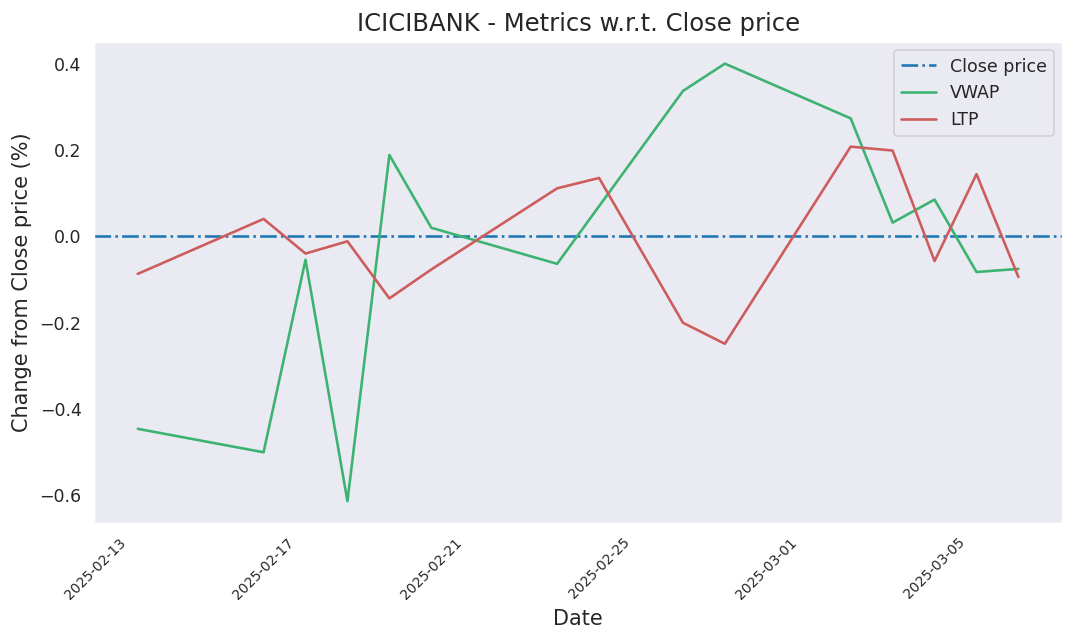 ICICIBANK - Metrics w.r.t. Close price
Close price
VWAP
LTP
Change from Close price (%)
0.4
0.2
0.0
−0.2
−0.4
−0.6
2025-02-13
2025-02-17
2025-02-21
2025-02-25
2025-03-01
2025-03-05
Date